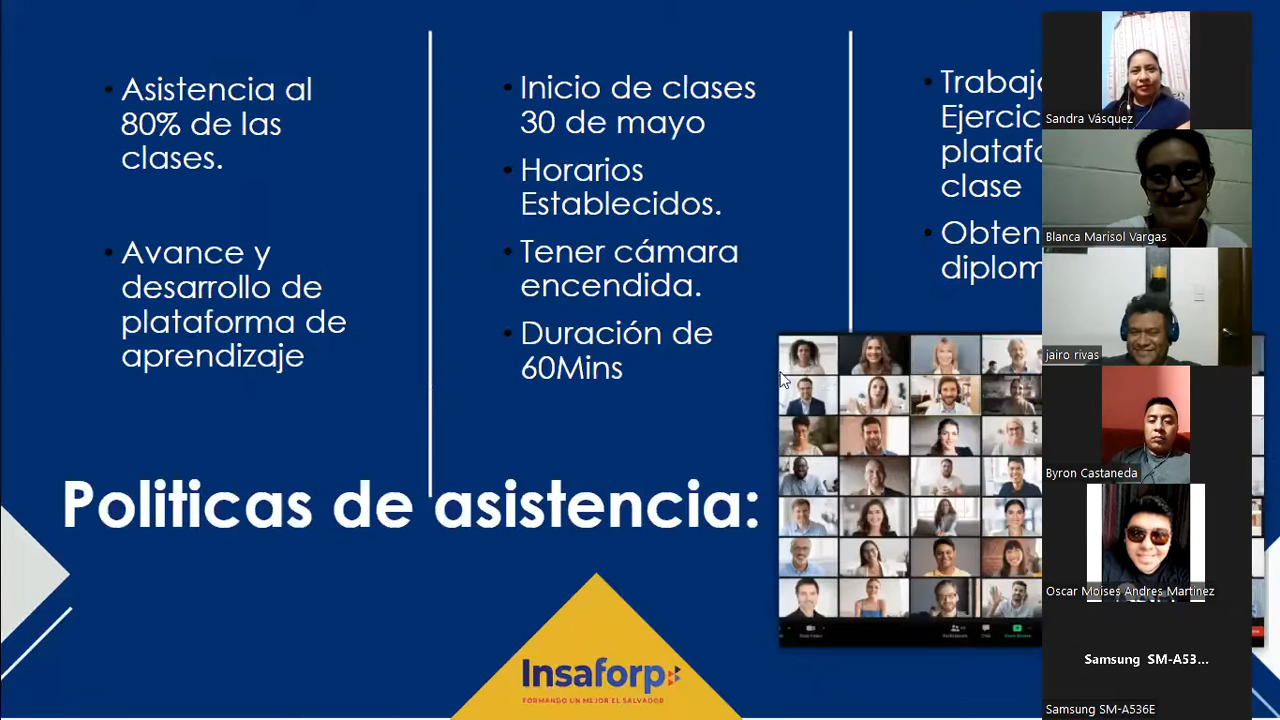 Asistencia al
80% de las
clases.
Avance y
desarrollo de
plataforma de
aprendizaje
Inicio de clases
30 de mayo
Horarios
Establecidos.
Tener cámara
encendida.
Duración de
60Mins
clase
Politicas de asistencia:
Insaforp
FORMANDO UN MEJOR EL SALVADOR
Sandra Vásquez
Blanca Marisol Vargas
jairo rivas
Byron Castaneda
Oscar Moises Andres Martinez
Samsung SM-A53...
Samsung SM-A536E